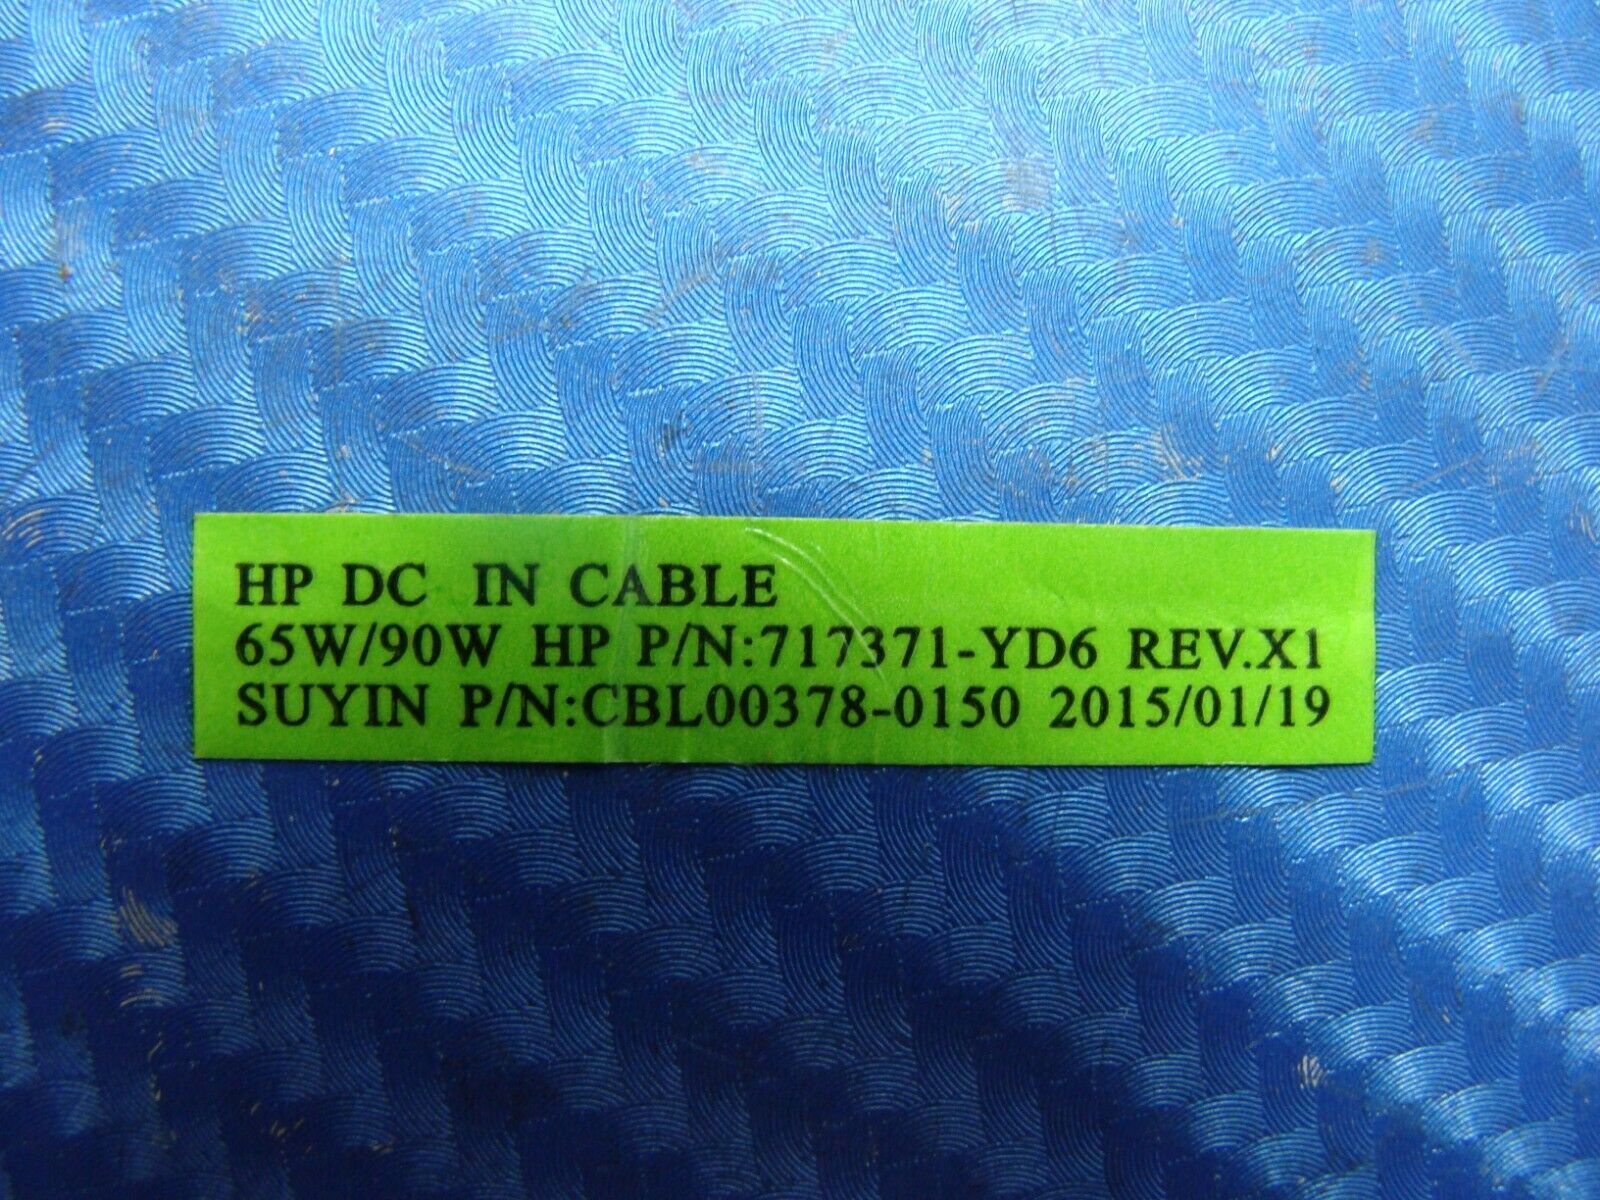 HP DC IN CABLE
65W/90W HP P/N:717371-YD6 REV.X1
SUYIN P/N:CBL00378-0150 2015/01/19